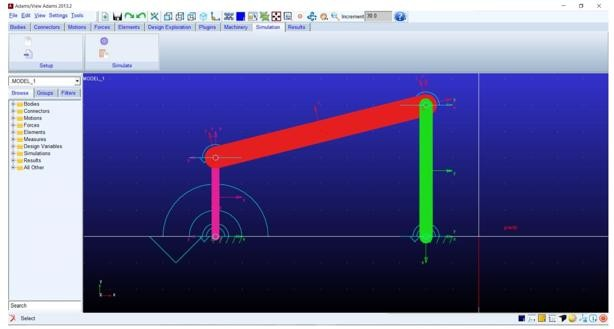 Adams/View Adams 2013.2
File Edit View Settings Tools
Increment 30.0
Bodies Connectors Motions Forces Elements Design Exploration Plugins Machinery Simulation Results
Setup Simulate
.MODEL_1
Browse Groups Filters
Bodies
Connectors
Motions
Forces
Elements
Measures
Design Variables
Simulations
Results
All Other
MODEL_1
Search
Select